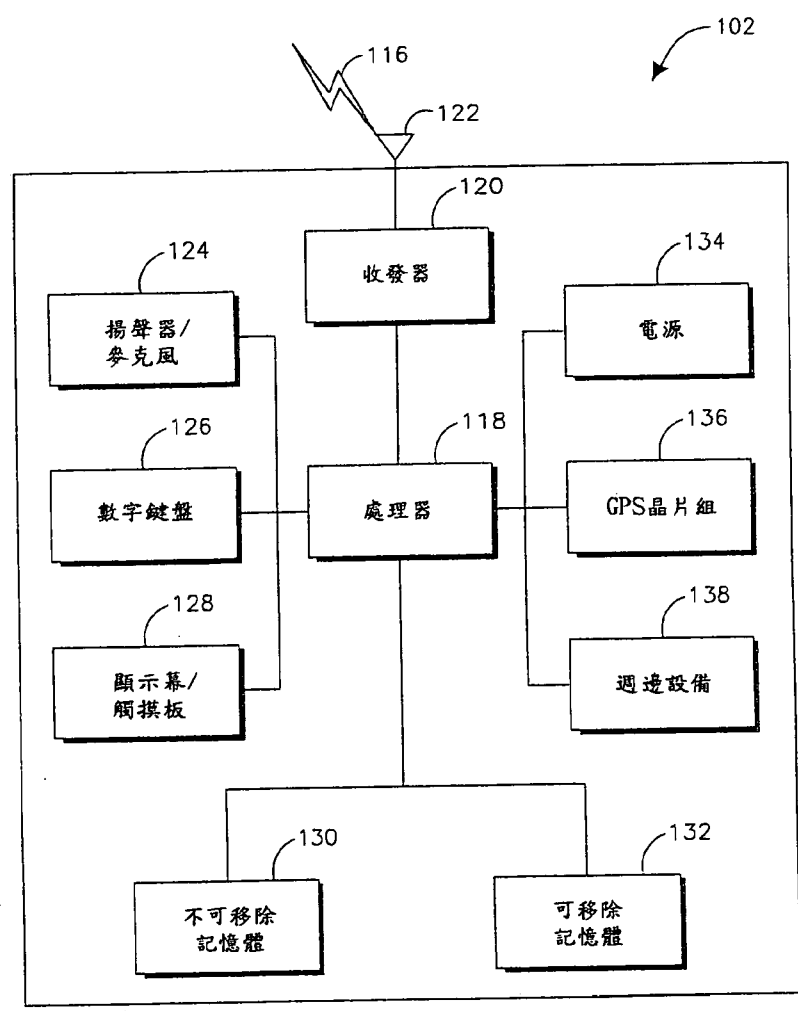 102
116
122
120
收發器
124
揚聲器/
麥克風
134
電源
126
數字鍵盤
118
處理器
136
GPS晶片組
128
顯示幕/
觸摸板
138
週邊設備
130
不可移除
記憶體
132
可移除
記憶體